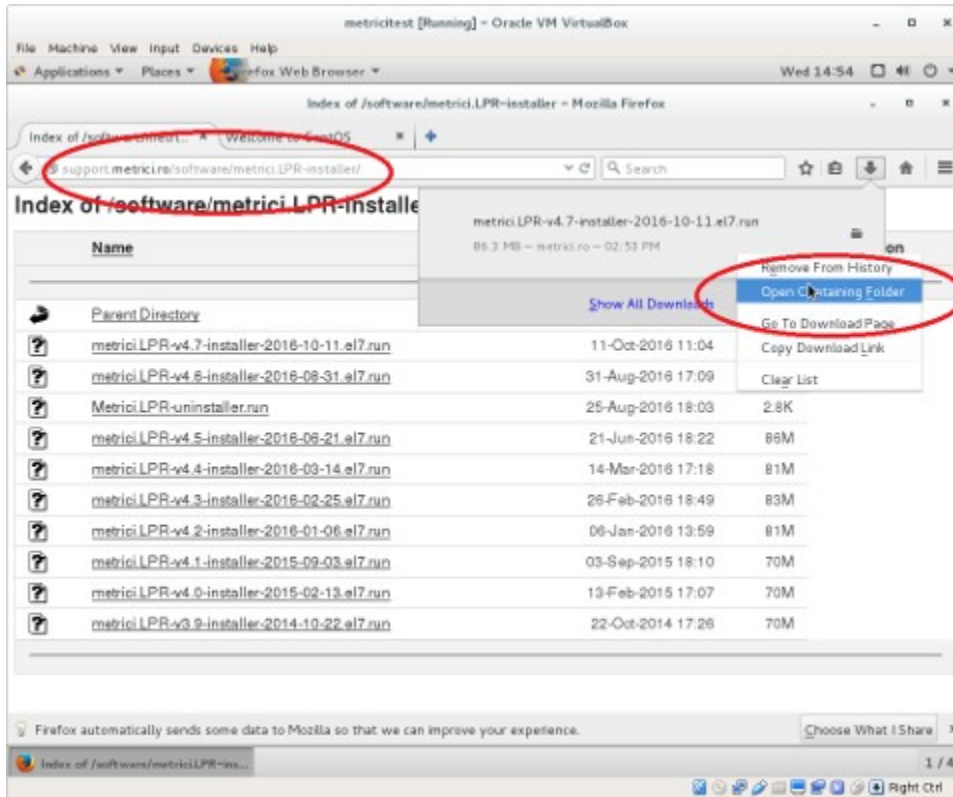 metricitest [Running] - Oracle VM VirtualBox
File Machine View Input Devices Help
Applications Places efox Web Browser Wed 14:54
Index of /software/metrici.LPR-installer - Mozilla Firefox
Index of /software/metri... Welcome to CentOS
support.metrici.ro/software/metrici.LPR-installer/ Search
Index of /software/metrici.LPR-installe
metrici.LPR-v4.7-installer-2016-10-11.el7.run
86.3 MB — metrici.ro — 02:53 PM
Name on
Remove From History
Open Containing Folder
Show All Downloads
Go To Download Page
Copy Download Link
Clear List
Parent Directory
metrici.LPR-v4.7-installer-2016-10-11.el7.run 11-Oct-2016 11:04
metrici.LPR-v4.6-installer-2016-08-31.el7.run 31-Aug-2016 17:09
Metrici.LPR-uninstaller.run 25-Aug-2016 18:03 2.8K
metrici.LPR-v4.5-installer-2016-06-21.el7.run 21-Jun-2016 18:22 86M
metrici.LPR-v4.4-installer-2016-03-14.el7.run 14-Mar-2016 17:18 81M
metrici.LPR-v4.3-installer-2016-02-25.el7.run 26-Feb-2016 18:49 83M
metrici.LPR-v4.2-installer-2016-01-06.el7.run 06-Jan-2016 13:59 81M
metrici.LPR-v4.1-installer-2015-09-03.el7.run 03-Sep-2015 18:10 70M
metrici.LPR-v4.0-installer-2015-02-13.el7.run 13-Feb-2015 17:07 70M
metrici.LPR-v3.9-installer-2014-10-22.el7.run 22-Oct-2014 17:26 70M
Firefox automatically sends some data to Mozilla so that we can improve your experience. Choose What I Share
Index of /software/metrici.LPR-ins... 1 / 4
Right Ctrl